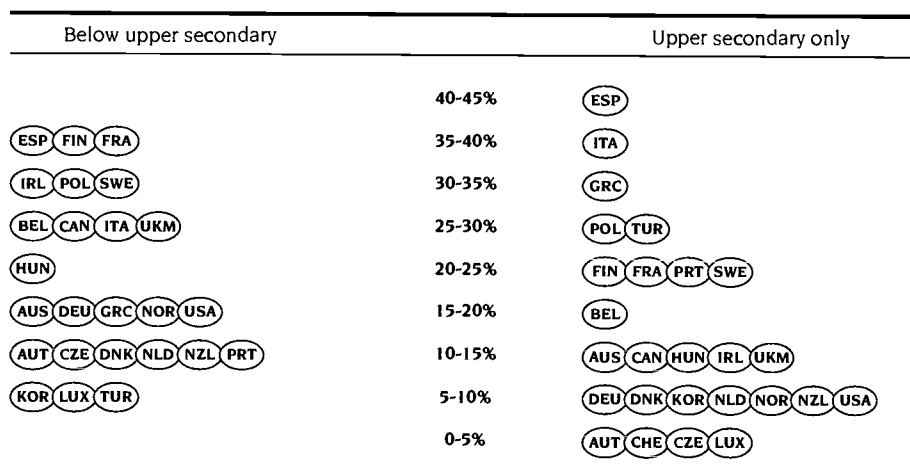 Below upper secondary Upper secondary only
40-45% ESP
ESP FIN FRA 35-40% ITA
IRL POL SWE 30-35% GRC
BEL CAN ITA UKM 25-30% POL TUR
HUN 20-25% FIN FRA PRT SWE
AUS DEU GRC NOR USA 15-20% BEL
AUT CZE DNK NLD NZL PRT 10-15% AUS CAN HUN IRL UKM
KOR LUX TUR 5-10% DEU DNK KOR NLD NOR NZL USA
0-5% AUT CHE CZE LUX